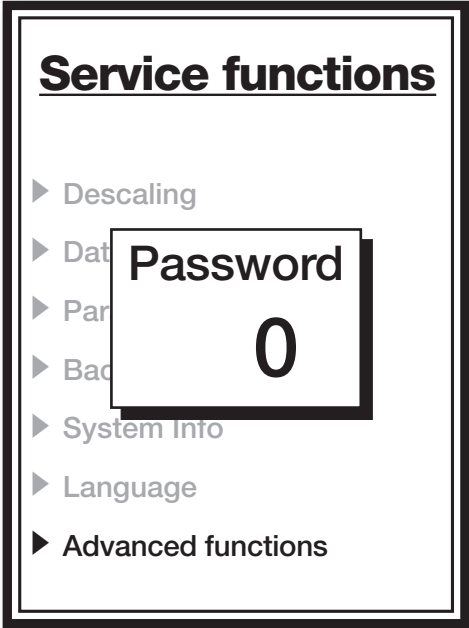 Service functions
Descaling
Dat
Password
Par
0
Bac
System Info
Language
Advanced functions